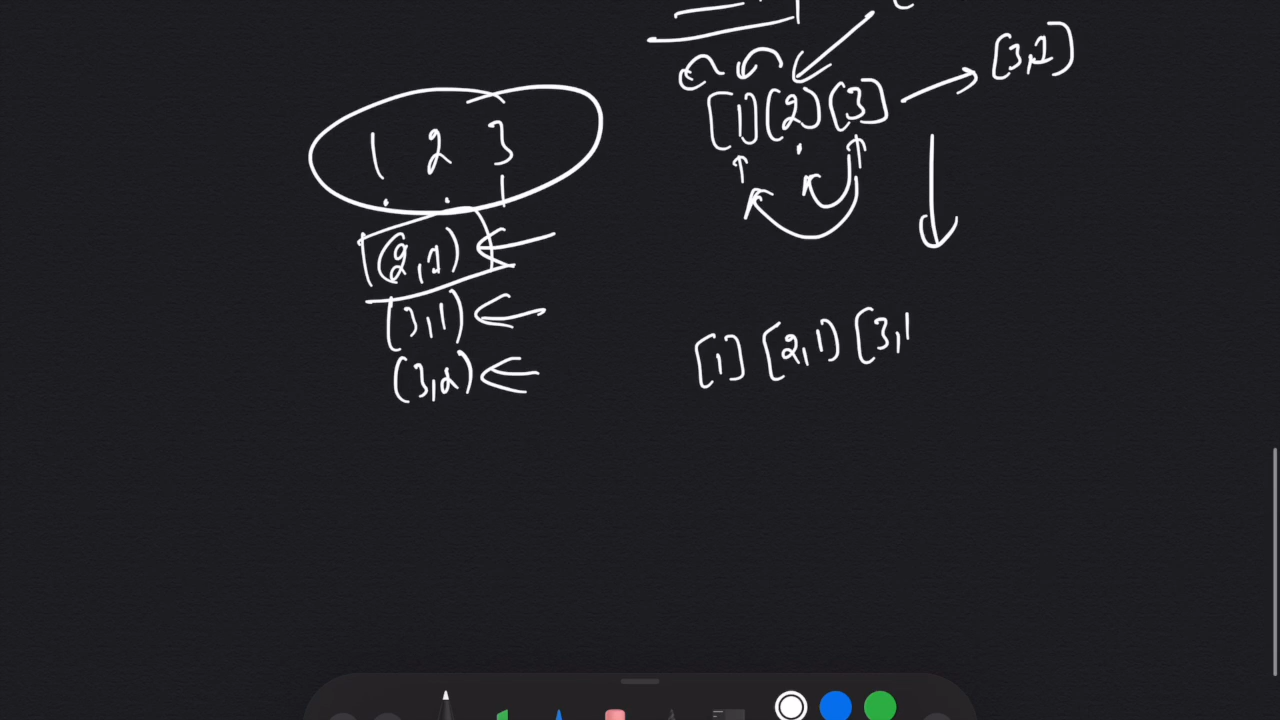 [3,2]
[1] [2] [3]
1 2 3
(2,1)
(3,1)
(3,2)
[1] [2,1] [3,1